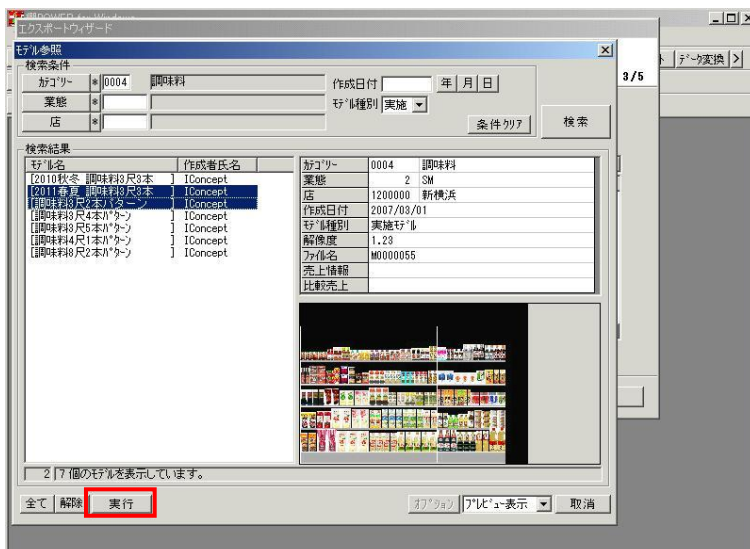 エクスポートウィザード
モデル参照
検索条件
カテゴリー * 0004 調味料
業態 *
店 *
作成日付 年 月 日
モデル種別 実施
条件クリア
検索
3/5
データ変換
検索結果
モデル名 作成者氏名
[2010秋冬 調味料3尺3本 ] IConcept
[2011春夏 調味料3尺3本 ] IConcept
[調味料3尺2本パターン ] IConcept
[調味料3尺4本パターン ] IConcept
[調味料3尺5本パターン ] IConcept
[調味料4尺1本パターン ] IConcept
[調味料8尺2本パターン ] IConcept
カテゴリー 0004 調味料
業態 2 SM
店 1200000 新横浜
作成日付 2007/03/01
モデル種別 実施モデル
解像度 1.23
ファイル名 M0000055
売上情報
比較売上
2 7 個のモデルを表示しています。
全て 解除 実行 オプション プレビュー表示 取消